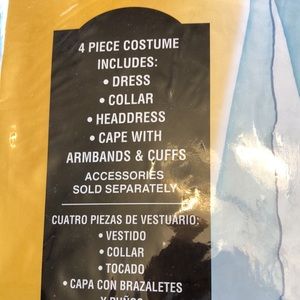 4 PIECE COSTUME
INCLUDES:
• DRESS
• COLLAR
• HEADDRESS
• CAPE WITH
ARMBANDS & CUFFS
ACCESSORIES
SOLD SEPARATELY
CUATRO PIEZAS DE VESTUARIO:
• VESTIDO
• COLLAR
• TOCADO
• CAPA CON BRAZALETES
Y PUÑOS